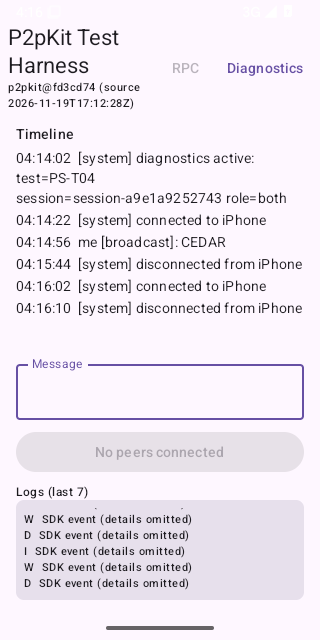 P2pKit Test
Harness
RPC
Diagnostics
p2pkit@fd3cd74 (source
2026-11-19T17:12:28Z)
Timeline
04:14:02 [system] diagnostics active:
test=PS-T04
session=session-a9e1a9252743 role=both
04:14:22 [system] connected to iPhone
04:14:56 me [broadcast]: CEDAR
04:15:44 [system] disconnected from iPhone
04:16:02 [system] connected to iPhone
04:16:10 [system] disconnected from iPhone
Message
No peers connected
Logs (last 7)
W SDK event (details omitted)
D SDK event (details omitted)
I SDK event (details omitted)
W SDK event (details omitted)
D SDK event (details omitted)